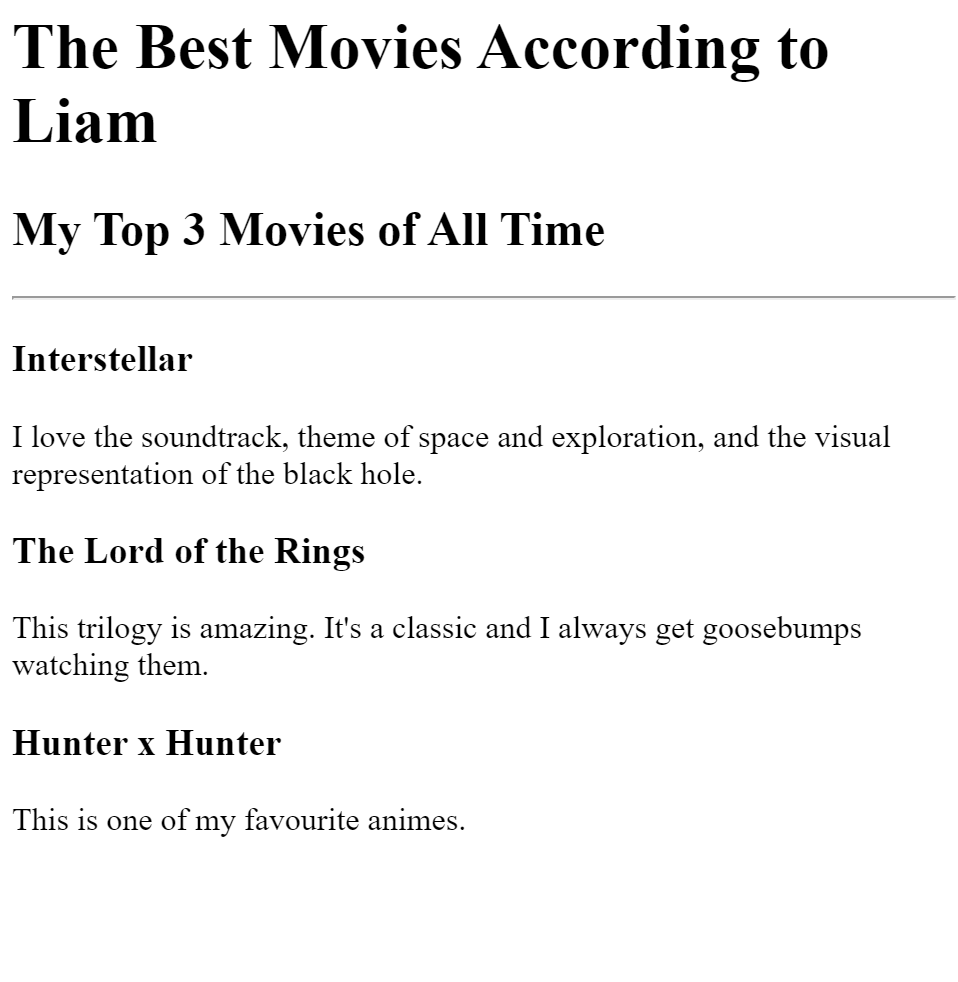 The Best Movies According to
Liam
My Top 3 Movies of All Time
Interstellar
I love the soundtrack, theme of space and exploration, and the visual
representation of the black hole.
The Lord of the Rings
This trilogy is amazing. It's a classic and I always get goosebumps
watching them.
Hunter x Hunter
This is one of my favourite animes.